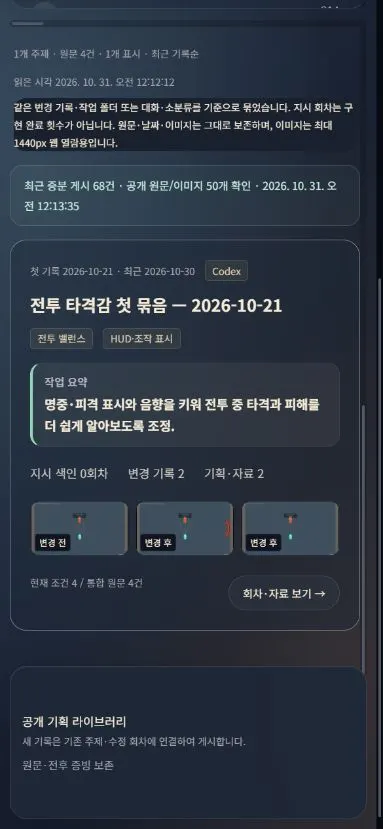 1개 주제 · 원문 4건 · 1개 표시 · 최근 기록순
읽은 시각 2026. 10. 31. 오전 12:12:12
같은 변경 기록·작업 폴더 또는 대화·소분류를 기준으로 묶었습니다. 지시 회차는 구
현 완료 횟수가 아닙니다. 원문·날짜·이미지는 그대로 보존하며, 이미지는 최대
1440px 웹 열람용입니다.
최근 증분 게시 68건 · 공개 원문/이미지 50개 확인 · 2026. 10. 31. 오
전 12:13:35
첫 기록 2026-10-21 · 최근 2026-10-30 Codex
전투 타격감 첫 묶음 — 2026-10-21
전투 밸런스 HUD·조작 표시
작업 요약
명중·피격 표시와 음향을 키워 전투 중 타격과 피해를
더 쉽게 알아보도록 조정.
지시 색인 0회차 변경 기록 2 기획·자료 2
변경 전 변경 후 변경 후
현재 조건 4 / 통합 원문 4건
회차·자료 보기 →
공개 기획 라이브러리
새 기록은 기존 주제·수정 회차에 연결하여 게시합니다.
원문·전후 증빙 보존